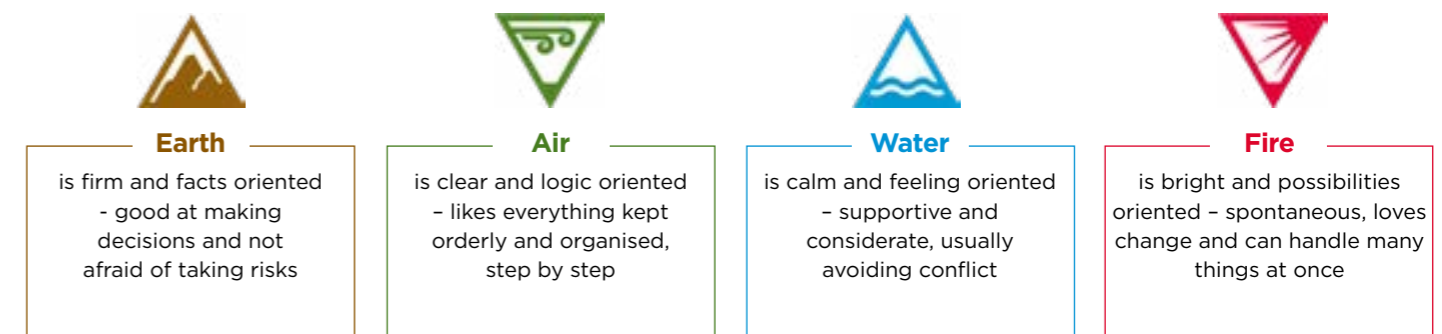 Earth
is firm and facts oriented
- good at making
decisions and not
afraid of taking risks
Air
is clear and logic oriented
– likes everything kept
orderly and organised,
step by step
Water
is calm and feeling oriented
– supportive and
considerate, usually
avoiding conflict
Fire
is bright and possibilities
oriented – spontaneous, loves
change and can handle many
things at once